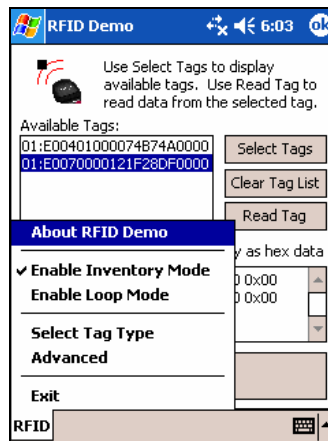 RFID Demo 6:03 ok
Use Select Tags to display
available tags. Use Read Tag to
read data from the selected tag.
Available Tags:
01:E00401000074B74A0000
01:E0070000121F28DF0000
Select Tags
Clear Tag List
Read Tag
About RFID Demo
y as hex data
Enable Inventory Mode
0 0x00
Enable Loop Mode
0 0x00
Select Tag Type
Advanced
Exit
RFID